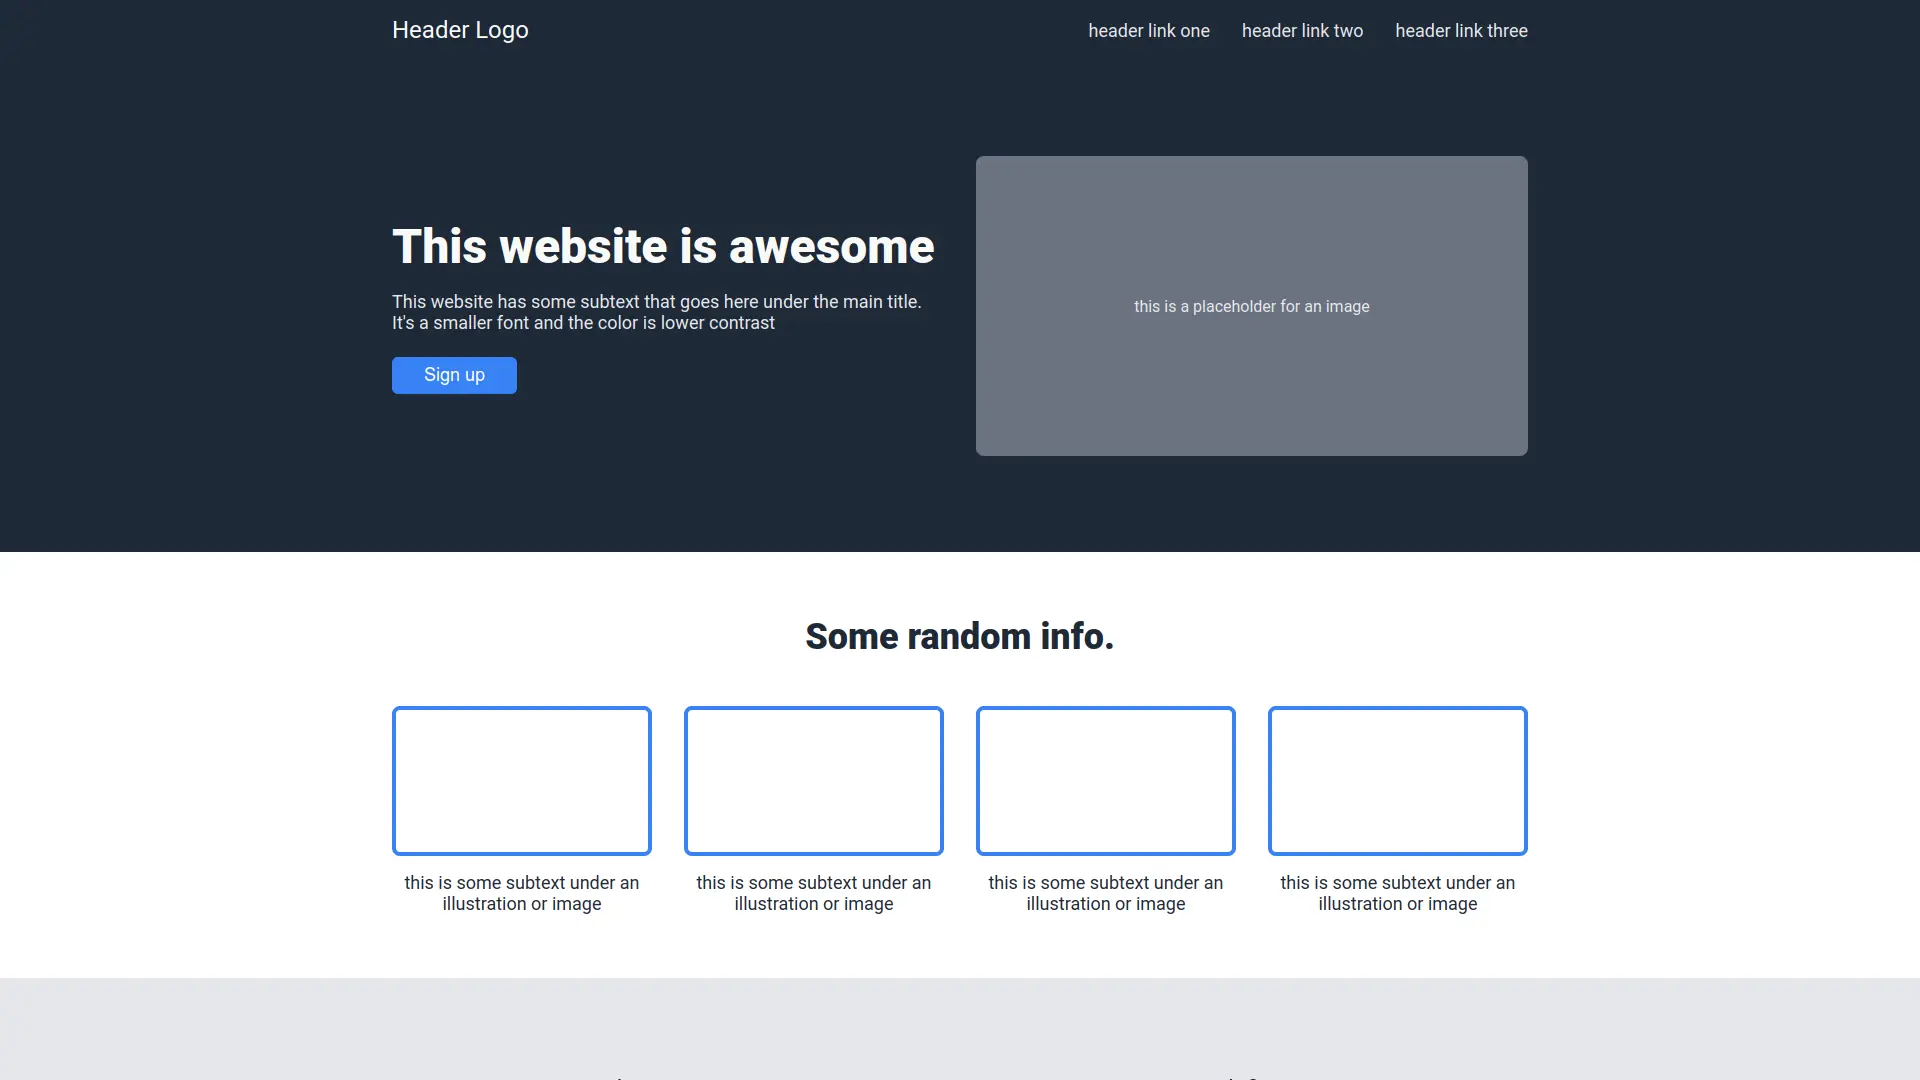 Header Logo
header link one
header link two
header link three
This website is awesome
This website has some subtext that goes here under the main title.
It's a smaller font and the color is lower contrast
Sign up
this is a placeholder for an image
Some random info.
this is some subtext under an
illustration or image
this is some subtext under an
illustration or image
this is some subtext under an
illustration or image
this is some subtext under an
illustration or image